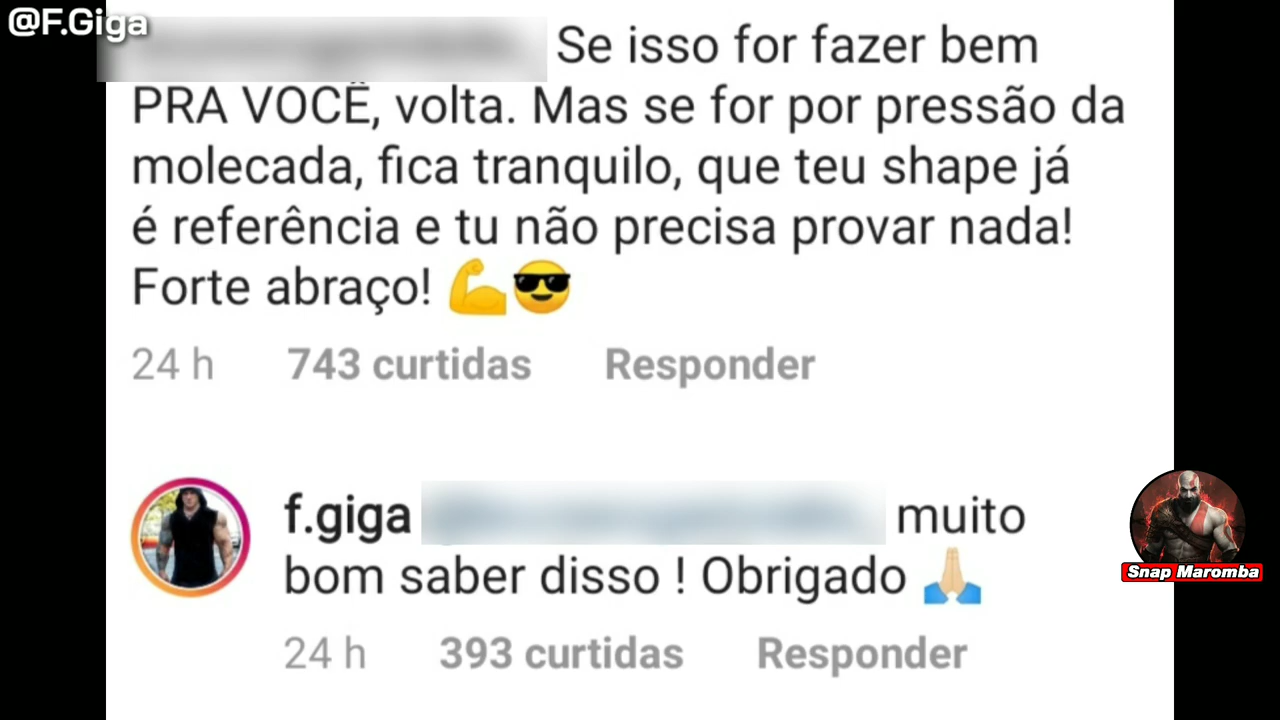 @F.Giga
Se isso for fazer bem
PRA VOCÊ, volta. Mas se for por pressão da
molecada, fica tranquilo, que teu shape já
é referência e tu não precisa provar nada!
Forte abraço! 💪😎
24 h 743 curtidas Responder
f.giga muito
bom saber disso ! Obrigado 🙏🏼
24 h 393 curtidas Responder
Snap Maromba